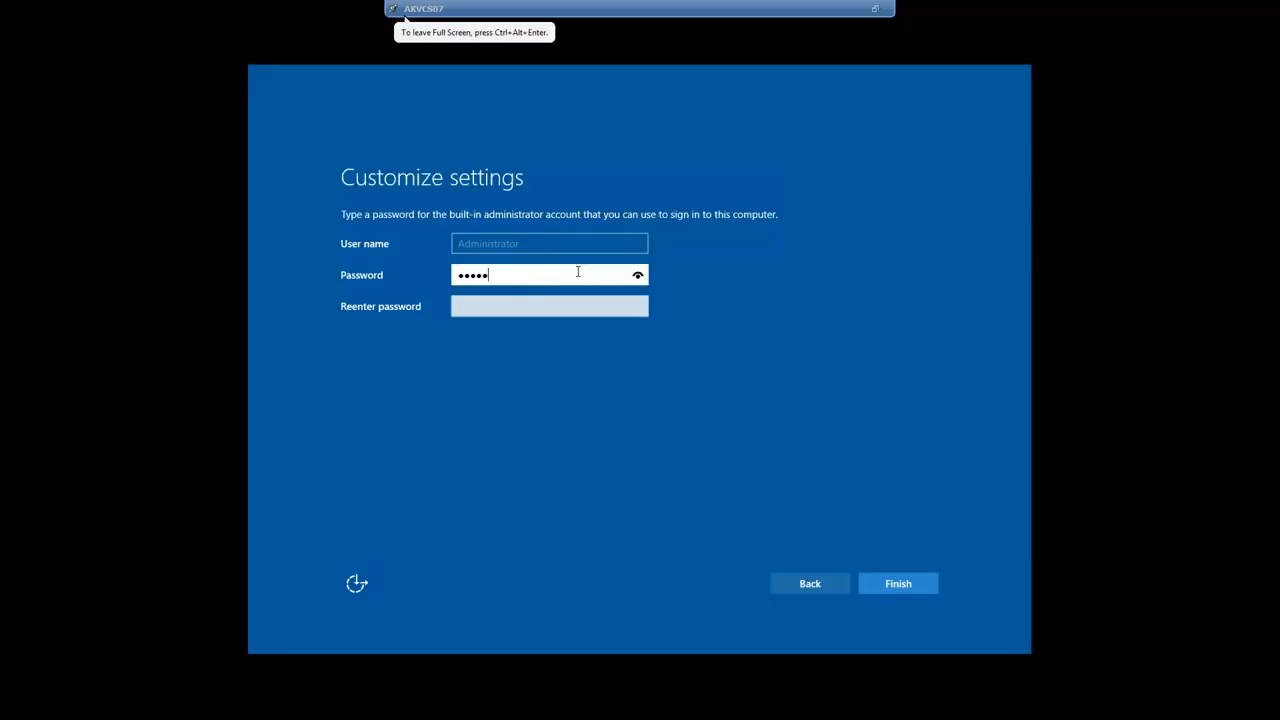 AKVCS07
To leave Full Screen, press Ctrl+Alt+Enter.
Customize settings
Type a password for the built-in administrator account that you can use to sign in to this computer.
User name Administrator
Password •••••
Reenter password
Back Finish